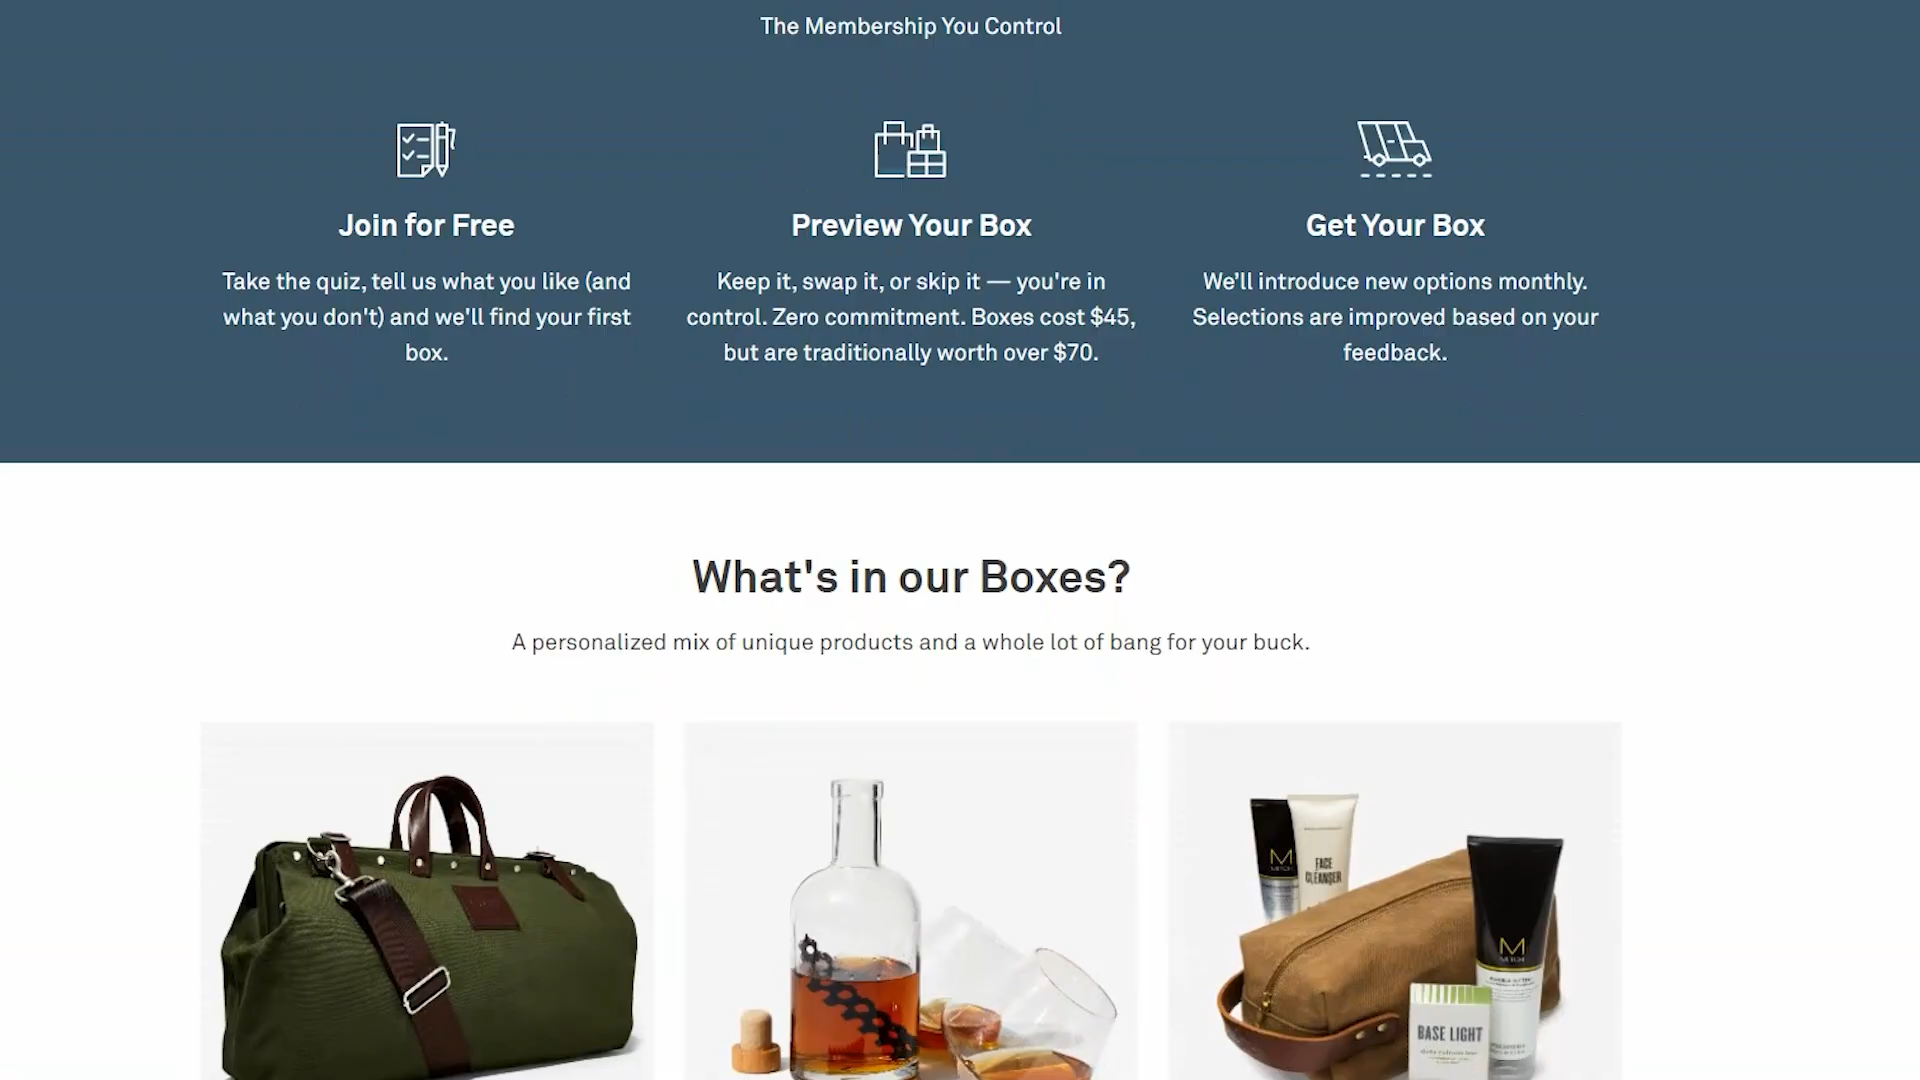 The Membership You Control
Join for Free
Take the quiz, tell us what you like (and
what you don't) and we'll find your first
box.
Preview Your Box
Keep it, swap it, or skip it — you're in
control. Zero commitment. Boxes cost $45,
but are traditionally worth over $70.
Get Your Box
We'll introduce new options monthly.
Selections are improved based on your
feedback.
What's in our Boxes?
A personalized mix of unique products and a whole lot of bang for your buck.
M
MITCH
FACE
CLEANSER
M
MITCH
BASE LIGHT